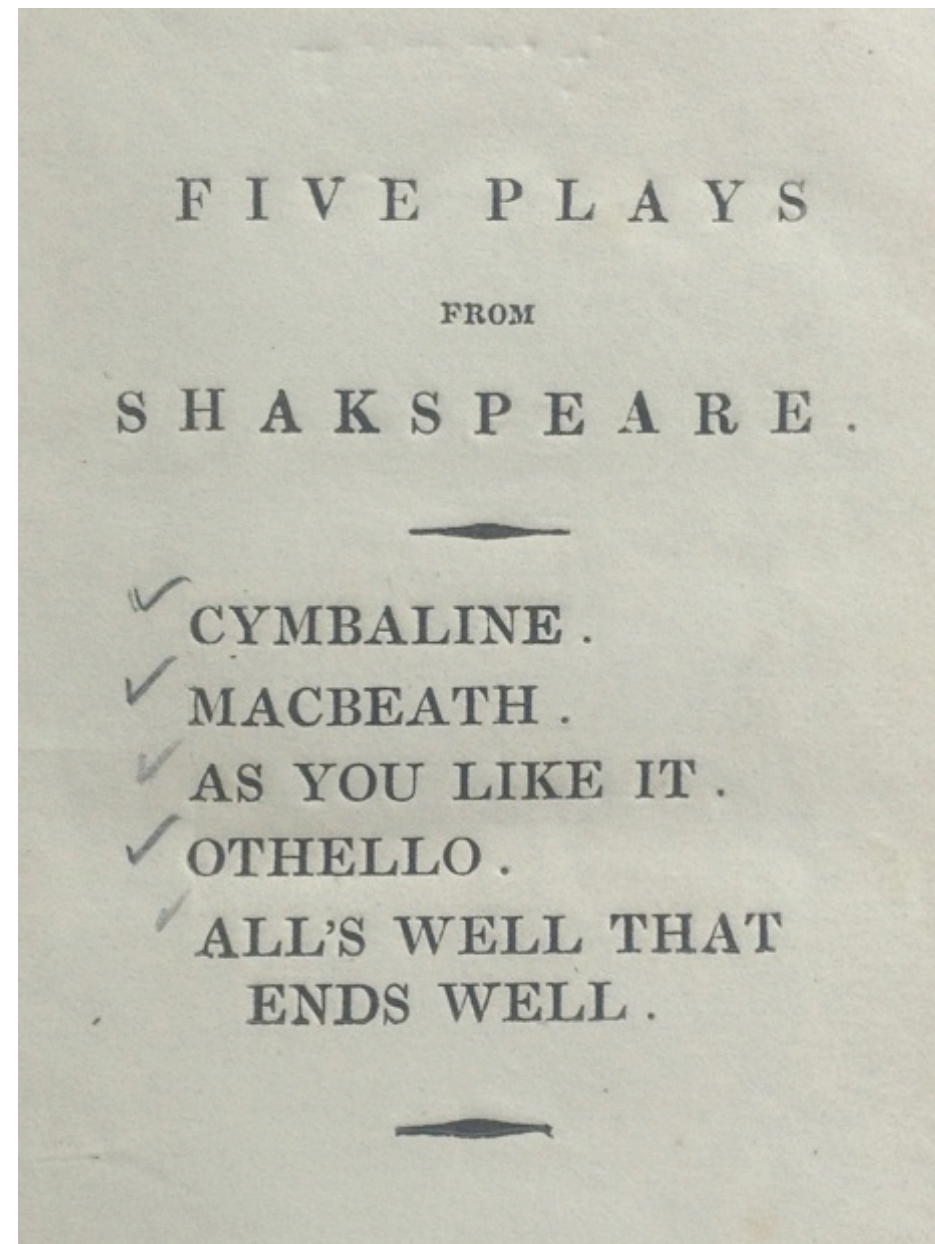 FIVE PLAYS
FROM
SHAKSPEARE.
CYMBALINE.
MACBEATH.
AS YOU LIKE IT.
OTHELLO.
ALL'S WELL THAT
ENDS WELL.